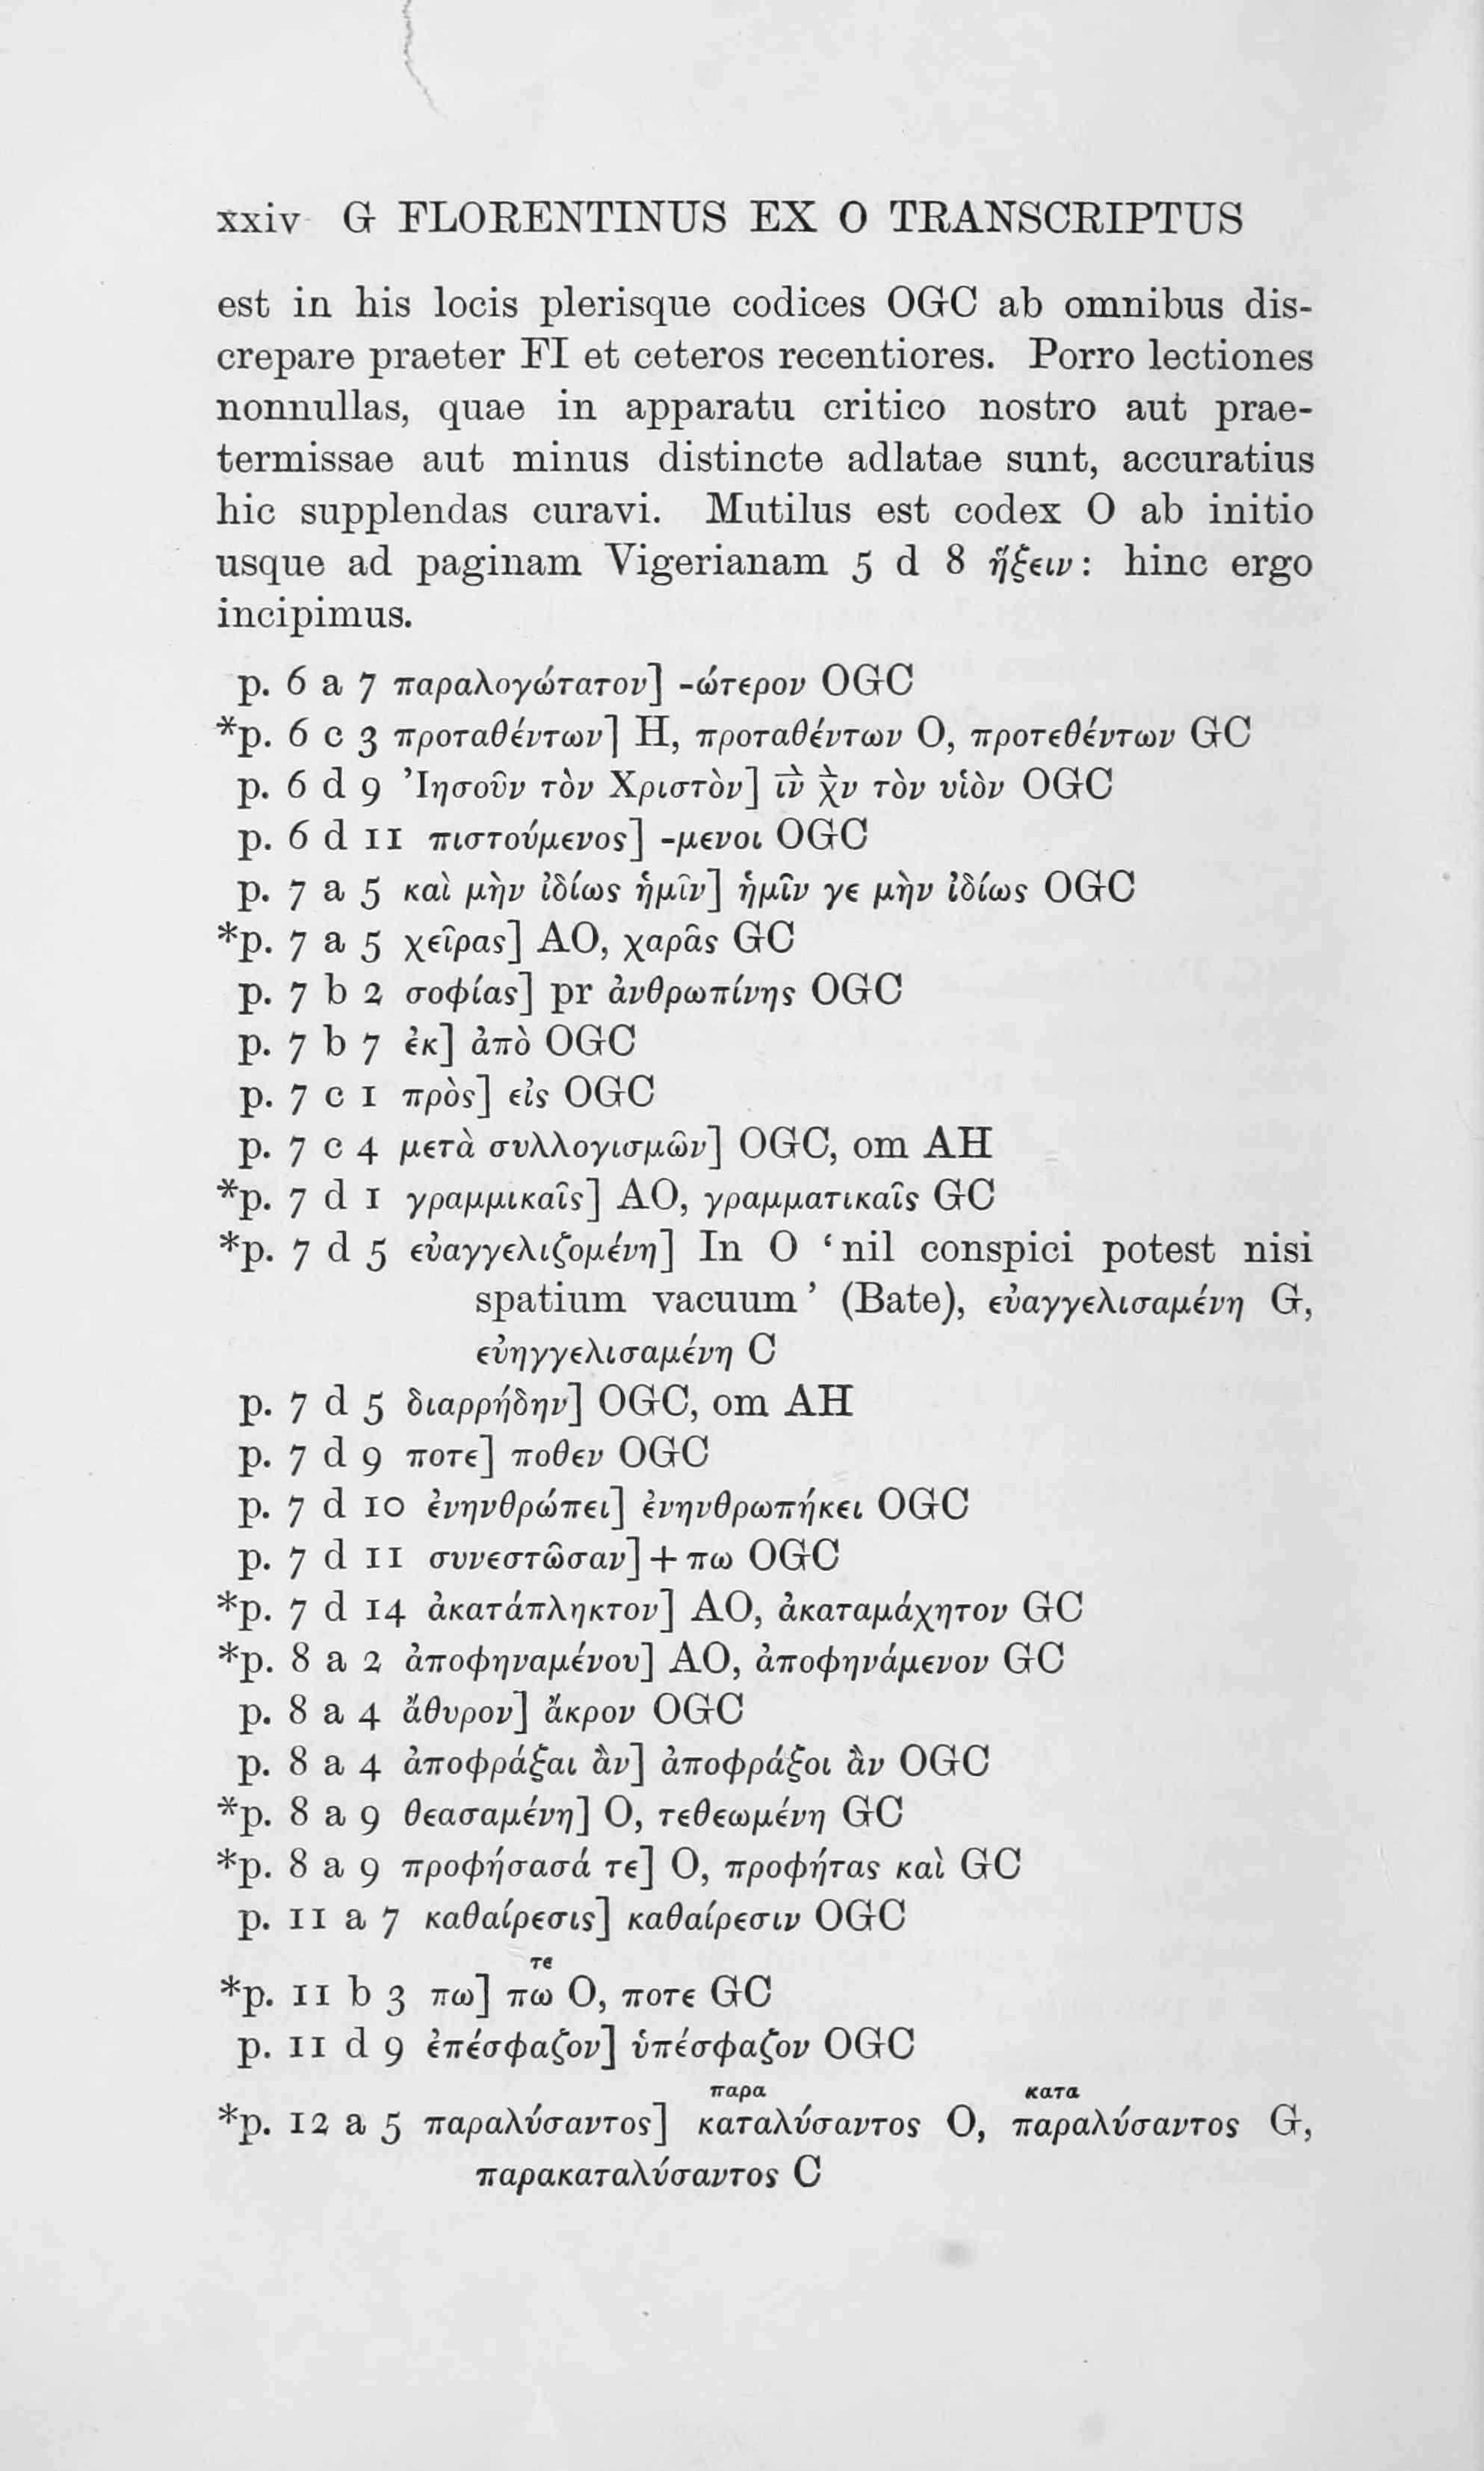 xxiv G FLORENTINUS EX O TRANSCRIPTUS
est in his locis plerisque codices OGC ab omnibus dis-
crepare praeter FI et ceteros recentiores. Porro lectiones
nonnullas, quae in apparatu critico nostro aut prae-
termissae aut minus distincte adlatae sunt, accuratius
hic supplendas curavi. Mutilus est codex O ab initio
usque ad paginam Vigerianam 5 d 8 ἥξειν: hinc ergo
incipimus.
p. 6 a 7 παραλογώτατον] -ώτερον OGC
*p. 6 c 3 προταθέντων] H, προταθέντων O, προτεθέντων GC
p. 6 d 9 Ἰησοῦν τὸν Χριστὸν] ι̅ν̅̀ χ̅ν̅̀ τὸν υἱὸν OGC
p. 6 d 11 πιστούμενος] -μενοι OGC
p. 7 a 5 καὶ μὴν ἰδίως ἡμῖν] ἡμῖν γε μὴν ἰδίως OGC
*p. 7 a 5 χεῖρας] AO, χαρᾶς GC
p. 7 b 2 σοφίας] pr ἀνθρωπίνης OGC
p. 7 b 7 ἐκ] ἀπὸ OGC
p. 7 c 1 πρὸς] εἰς OGC
p. 7 c 4 μετὰ συλλογισμῶν] OGC, om AH
*p. 7 d 1 γραμμικαῖς] AO, γραμματικαῖς GC
*p. 7 d 5 εὐαγγελιζομένη] In O ‘nil conspici potest nisi
spatium vacuum’ (Bate), εὐαγγελισαμένη G,
εὐηγγελισαμένη C
p. 7 d 5 διαρρήδην] OGC, om AH
p. 7 d 9 ποτε] ποθεν OGC
p. 7 d 10 ἐνηνθρώπει] ἐνηνθρωπήκει OGC
p. 7 d 11 συνεστῶσαν] + πω OGC
*p. 7 d 14 ἀκατάπληκτον] AO, ἀκαταμάχητον GC
*p. 8 a 2 ἀποφηναμένου] AO, ἀποφηνάμενον GC
p. 8 a 4 ἄθυρον] ἄκρον OGC
p. 8 a 4 ἀποφράξαι ἂν] ἀποφράξοι ἂν OGC
*p. 8 a 9 θεασαμένη] O, τεθεωμένη GC
*p. 8 a 9 προφήσασά τε] O, προφήτας καὶ GC
p. 11 a 7 καθαίρεσις] καθαίρεσιν OGC
τε
*p. 11 b 3 πω] πω O, ποτε GC
p. 11 d 9 ἐπέσφαζον] ὑπέσφαζον OGC
παρα κατα
*p. 12 a 5 παραλύσαντος] καταλύσαντος O, παραλύσαντος G,
παρακαταλύσαντος C